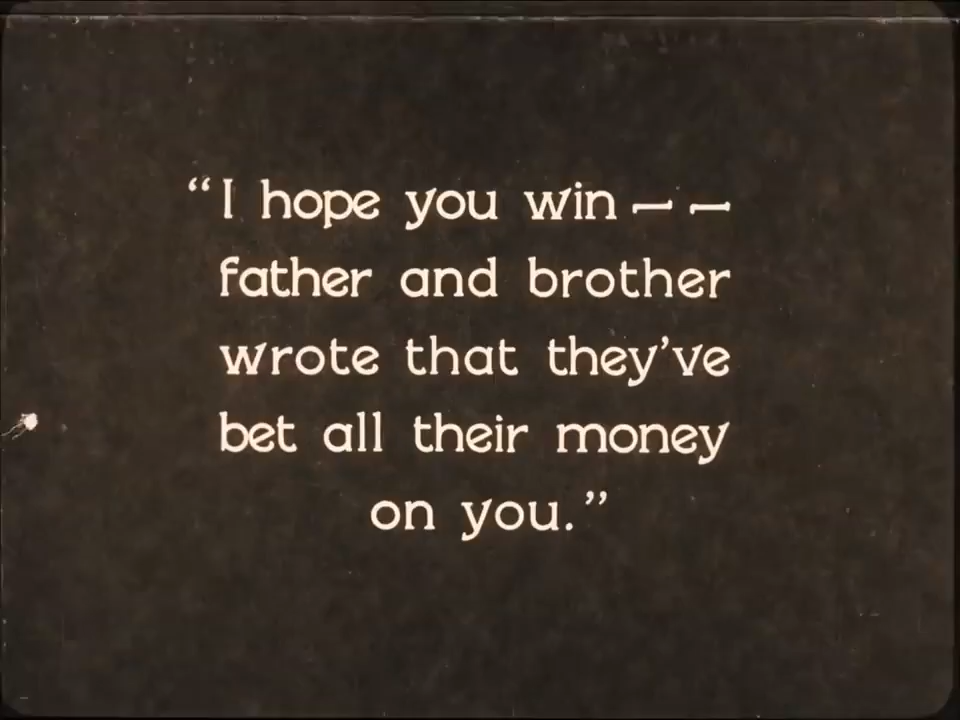 “I hope you win — —
father and brother
wrote that they’ve
bet all their money
on you.”